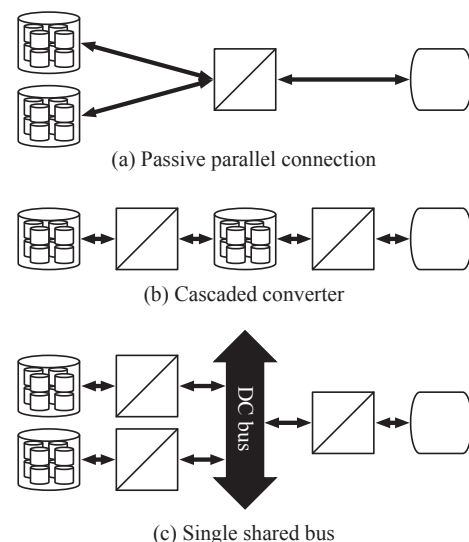 (a) Passive parallel connection
(b) Cascaded converter
DC bus
(c) Single shared bus